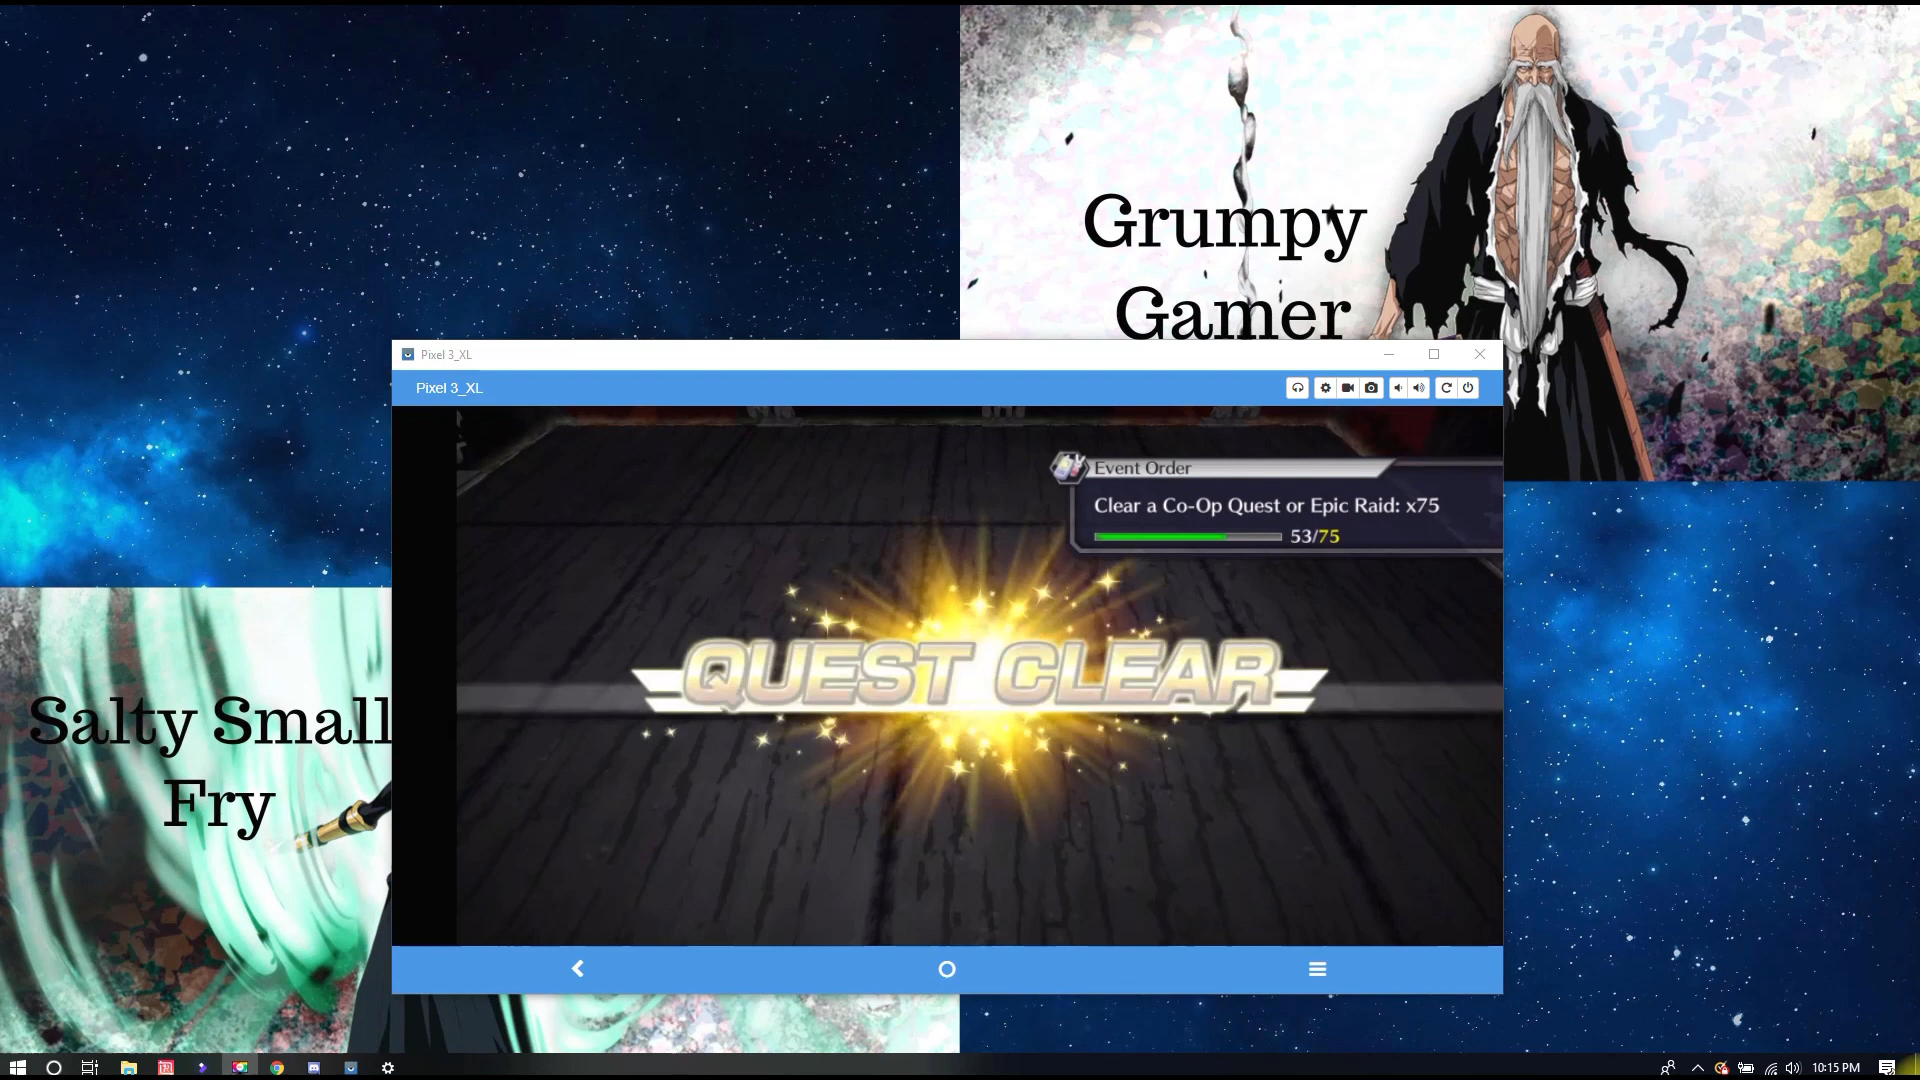 Grumpy
Gamer
Pixel 3_XL
Pixel 3_XL
Event Order
Clear a Co-Op Quest or Epic Raid: x75
53/75
QUEST CLEAR
Salty Small
Fry
10:15 PM